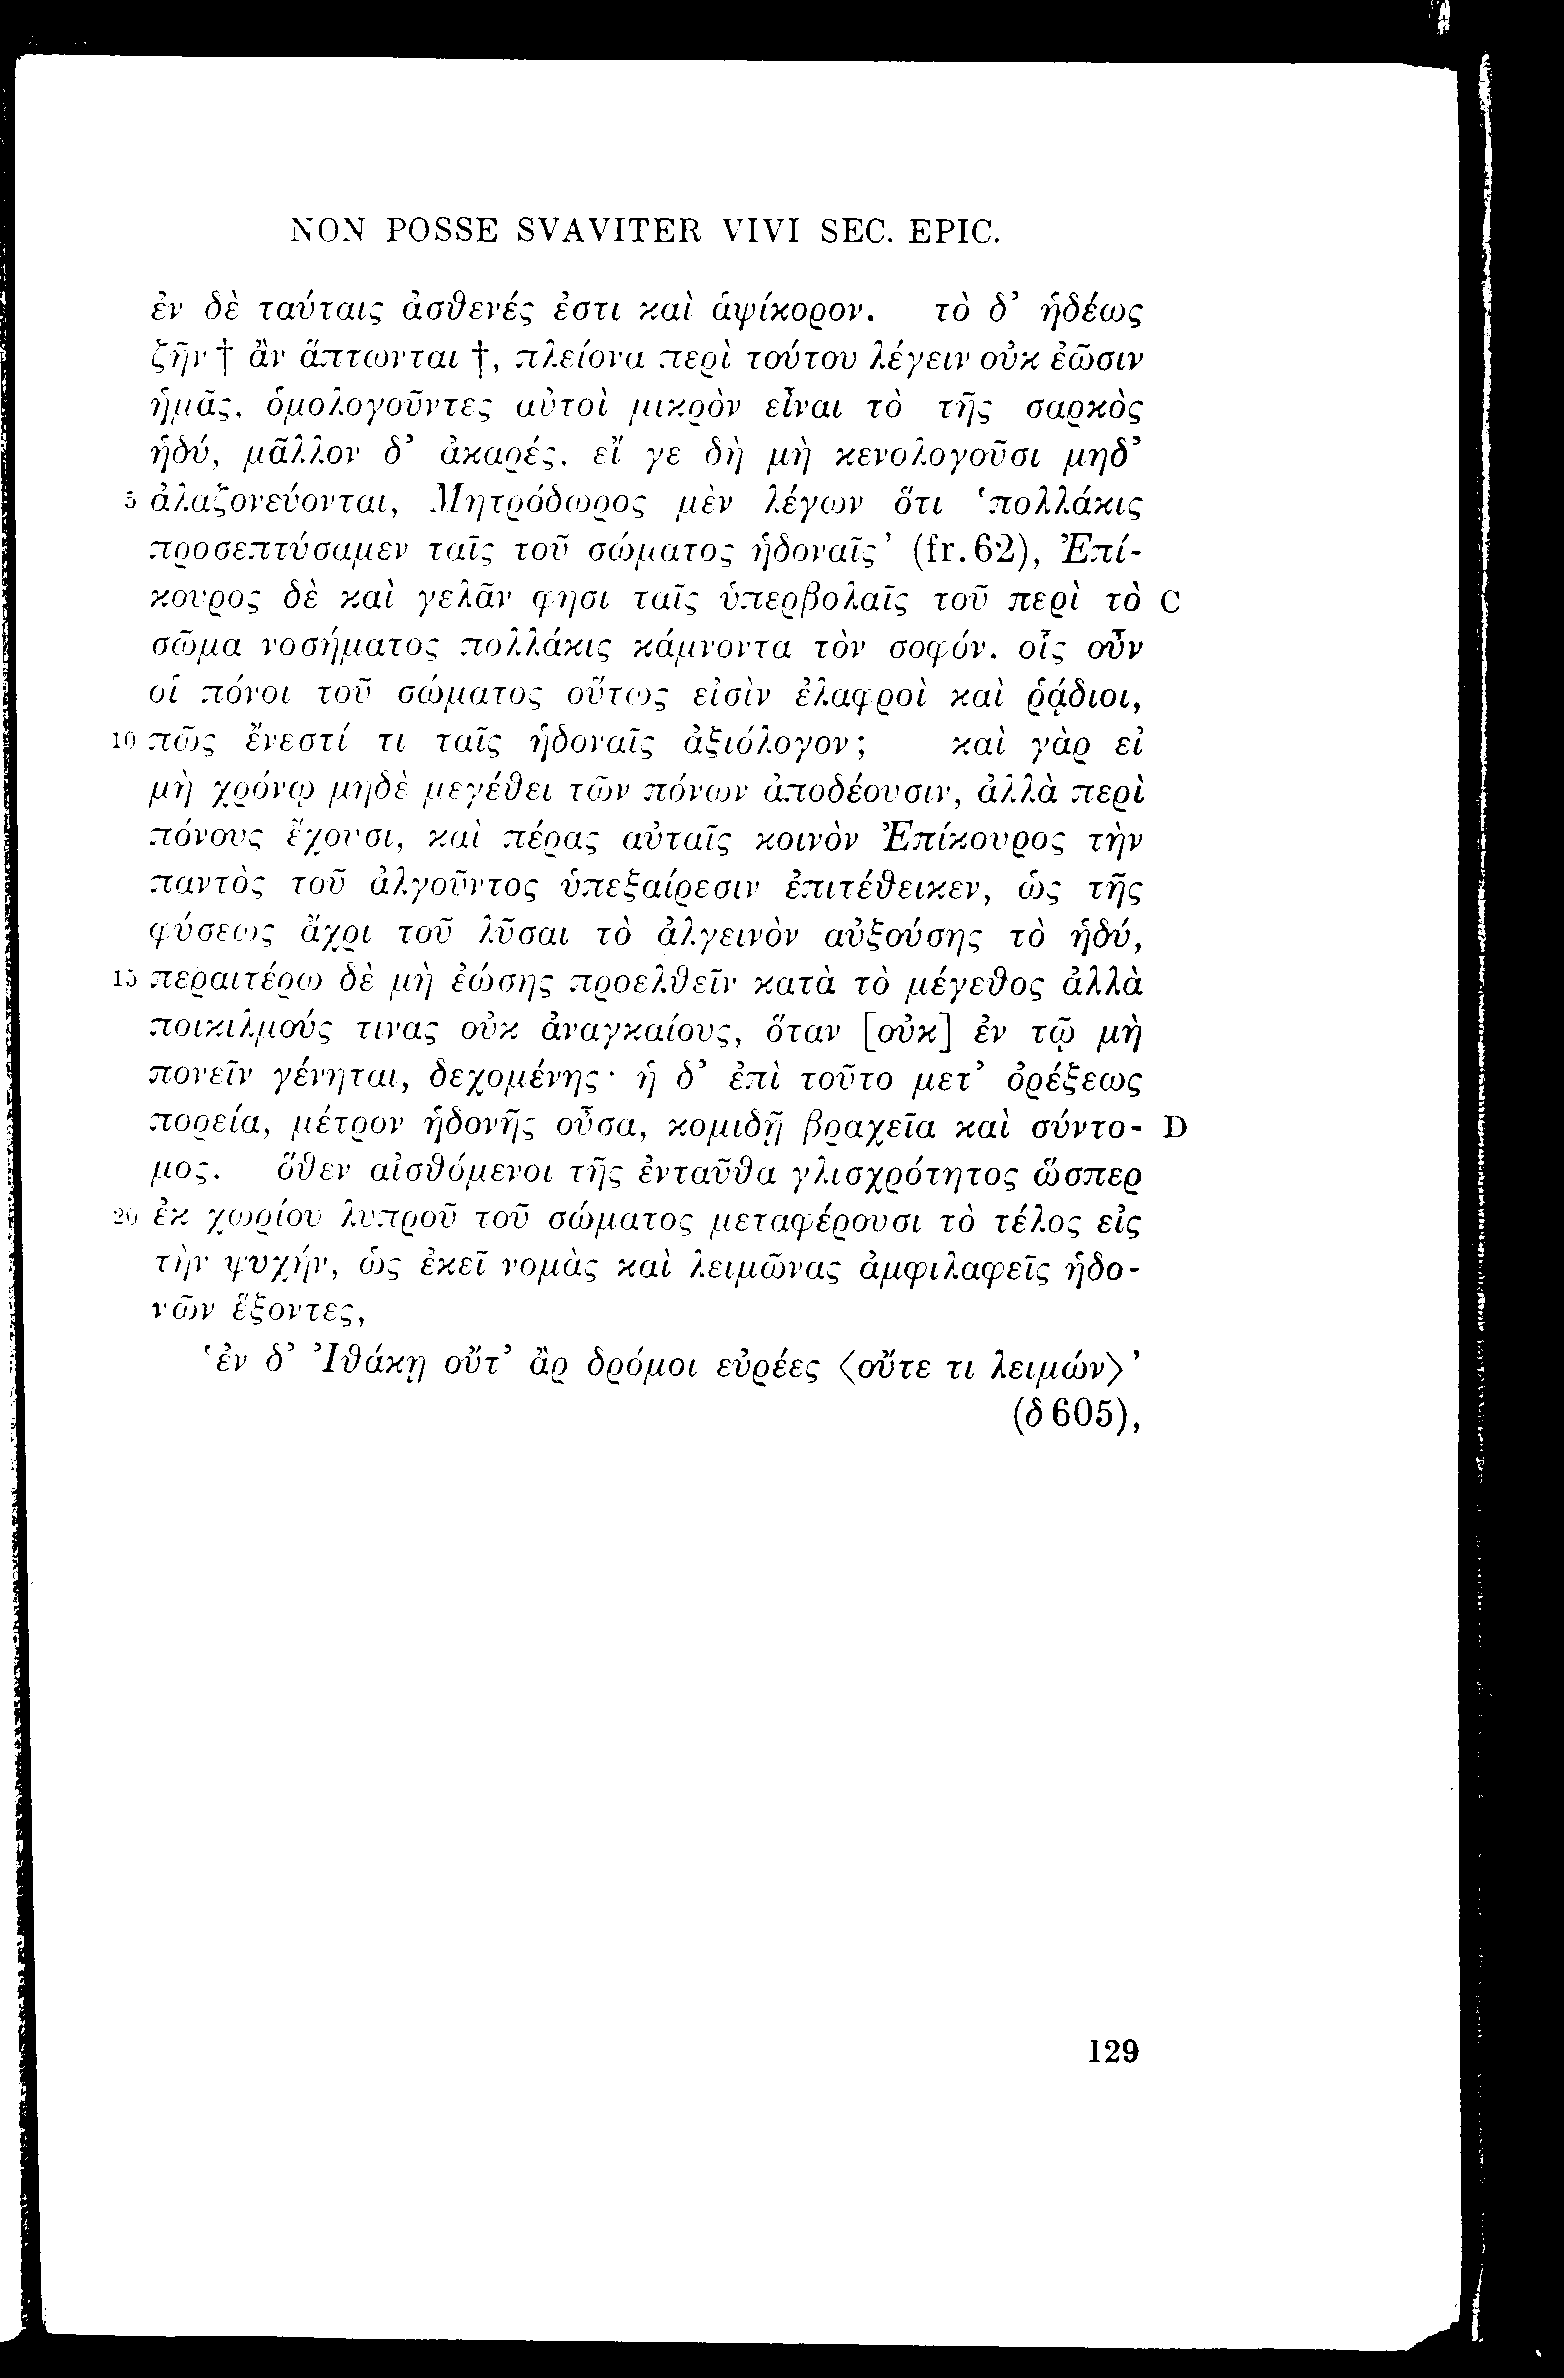 NON POSSE SVAVITER VIVI SEC. EPIC.
ἐν δὲ ταύταις ἀσθενές ἐστι καὶ ἁψίκορον. τὸ δ’ ἡδέως
ζῆν † ἂν ἅπτωνται †, πλείονα περὶ τούτου λέγειν οὐκ ἐῶσιν
ἡμᾶς, ὁμολογοῦντες αὐτοὶ μικρὸν εἶναι τὸ τῆς σαρκὸς
ἡδύ, μᾶλλον δ’ ἀκαρές, εἴ γε δὴ μὴ κενολογοῦσι μηδ’
5 ἀλαζονεύονται, Μητρόδωρος μὲν λέγων ὅτι ‘πολλάκις
προσεπτύσαμεν ταῖς τοῦ σώματος ἡδοναῖς’ (fr. 62), Ἐπί-
κουρος δὲ καὶ γελᾶν φησι ταῖς ὑπερβολαῖς τοῦ περὶ τὸ C
σῶμα νοσήματος πολλάκις κάμνοντα τὸν σοφόν. οἷς οὖν
οἱ πόνοι τοῦ σώματος οὕτως εἰσὶν ἐλαφροὶ καὶ ῥᾴδιοι,
10 πῶς ἔνεστί τι ταῖς ἡδοναῖς ἀξιόλογον; καὶ γὰρ εἰ
μὴ χρόνῳ μηδὲ μεγέθει τῶν πόνων ἀποδέουσιν, ἀλλὰ περὶ
πόνους ἔχουσι, καὶ πέρας αὐταῖς κοινὸν Ἐπίκουρος τὴν
παντὸς τοῦ ἀλγοῦντος ὑπεξαίρεσιν ἐπιτέθεικεν, ὡς τῆς
φύσεως ἄχρι τοῦ λῦσαι τὸ ἀλγεινὸν αὐξούσης τὸ ἡδύ,
15 περαιτέρω δὲ μὴ ἐώσης προελθεῖν κατὰ τὸ μέγεθος ἀλλὰ
ποικιλμούς τινας οὐκ ἀναγκαίους, ὅταν [οὐκ] ἐν τῷ μὴ
πονεῖν γένηται, δεχομένης· ἡ δ’ ἐπὶ τοῦτο μετ’ ὀρέξεως
πορεία, μέτρον ἡδονῆς οὖσα, κομιδῇ βραχεῖα καὶ σύντο- D
μος. ὅθεν αἰσθόμενοι τῆς ἐνταῦθα γλισχρότητος ὥσπερ
20 ἐκ χωρίου λυπροῦ τοῦ σώματος μεταφέρουσι τὸ τέλος εἰς
τὴν ψυχήν, ὡς ἐκεῖ νομὰς καὶ λειμῶνας ἀμφιλαφεῖς ἡδο-
νῶν ἕξοντες,
‘ἐν δ’ Ἰθάκῃ οὔτ’ ἂρ δρόμοι εὐρέες ⟨οὔτε τι λειμών⟩’
(δ 605),
129